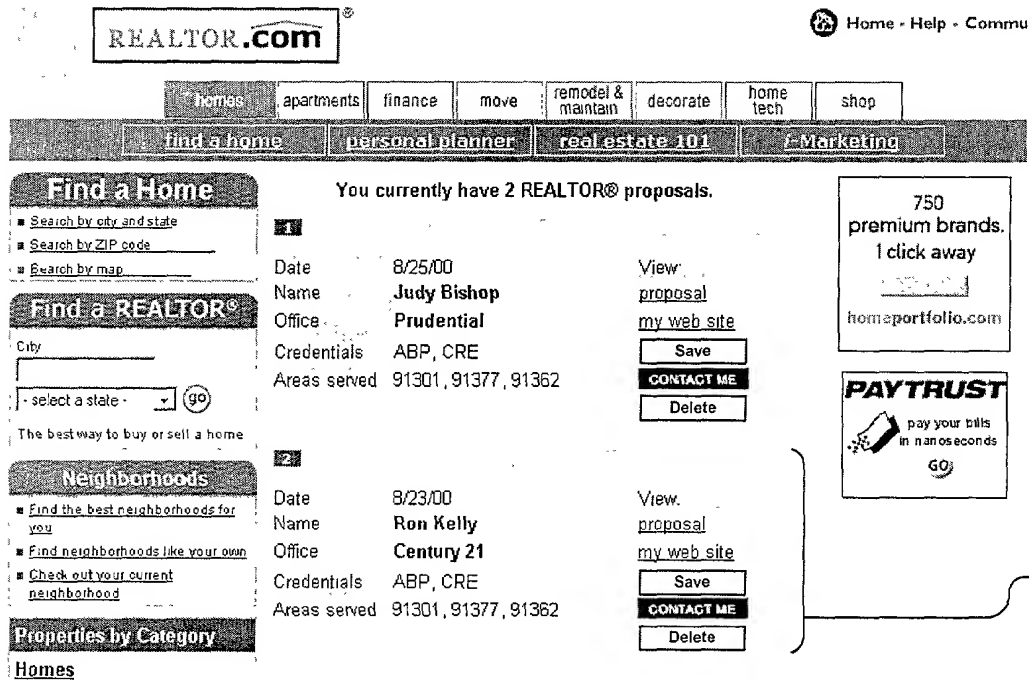 REALTOR.com®
Home - Help - Commu
homes
apartments
finance
move
remodel & maintain
decorate
home tech
shop
find a home
personal planner
real estate 101
Marketing
Find a Home
Search by city and state
Search by ZIP code
Search by map
Find a REALTOR®
City
- select a state -
go
The best way to buy or sell a home
Neighborhoods
Find the best neighborhoods for
you
Find neighborhoods like your own
Check out your current
neighborhood
Properties by Category
Homes
You currently have 2 REALTOR® proposals.
1
Date 8/25/00 View:
Name Judy Bishop proposal
Office Prudential my web site
Credentials ABP, CRE Save
Areas served 91301, 91377, 91362 CONTACT ME
Delete
2
Date 8/23/00 View.
Name Ron Kelly proposal
Office Century 21 my web site
Credentials ABP, CRE Save
Areas served 91301, 91377, 91362 CONTACT ME
Delete
750
premium brands.
1 click away
homeportfolio.com
PAYTRUST
pay your bills
in nanoseconds
GO